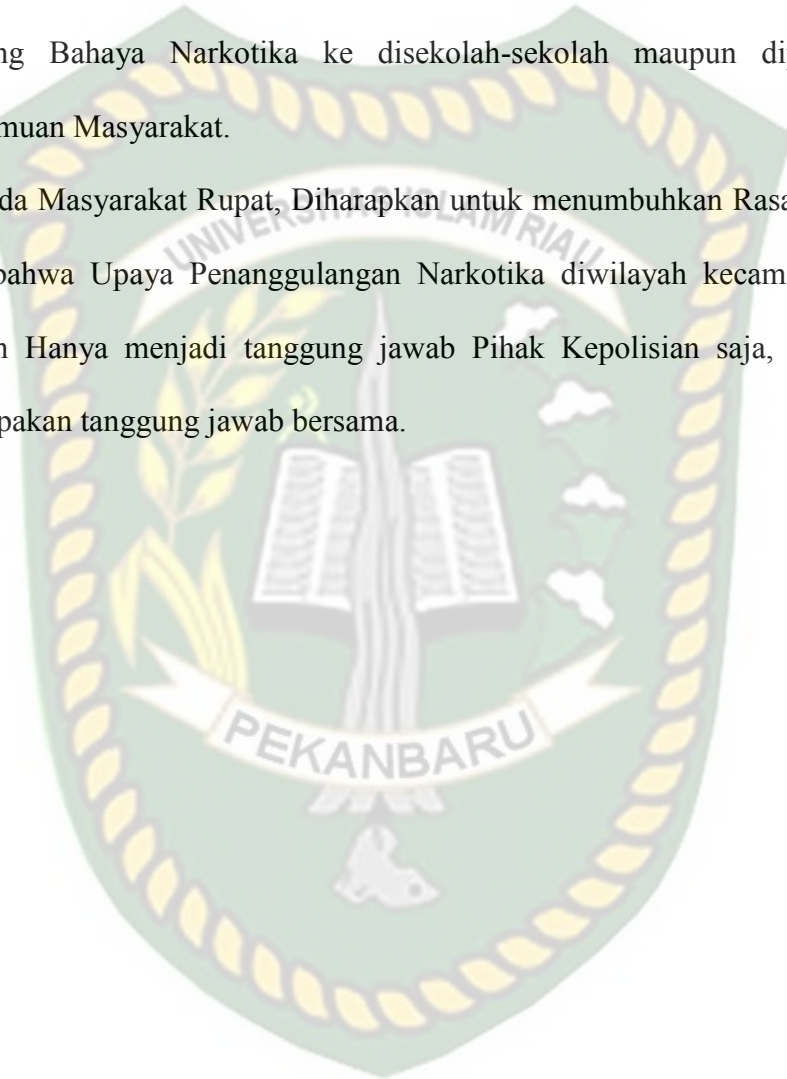 ng Bahaya Narkotika ke disekolah-sekolah maupun dip
muan Masyarakat.
da Masyarakat Rupat, Diharapkan untuk menumbuhkan Rasa
bahwa Upaya Penanggulangan Narkotika diwilayah kecam
n Hanya menjadi tanggung jawab Pihak Kepolisian saja,
pakan tanggung jawab bersama.
UNIVERSITAS ISLAM RIAU
PEKANBARU